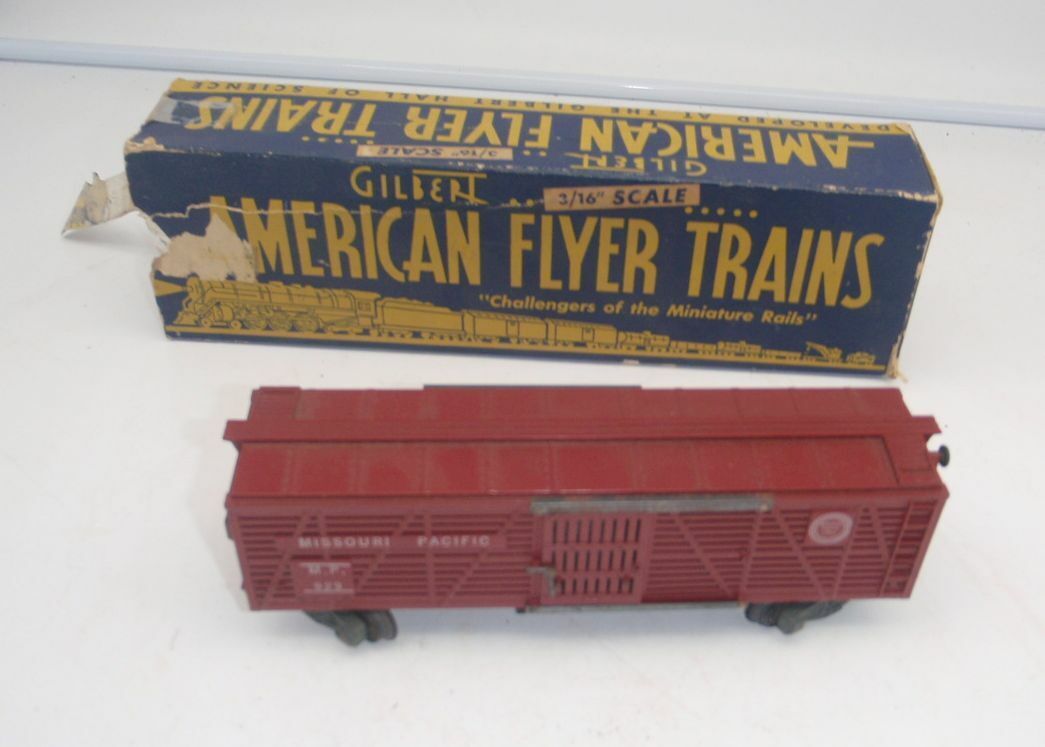 DEVELOPED AT THE GILBERT HALL OF SCIENCE
GILBERT
AMERICAN FLYER TRAINS
3/16" SCALE
GILBERT
3/16" SCALE
AMERICAN FLYER TRAINS
"Challengers of the Miniature Rails"
MISSOURI PACIFIC
M.P.
929